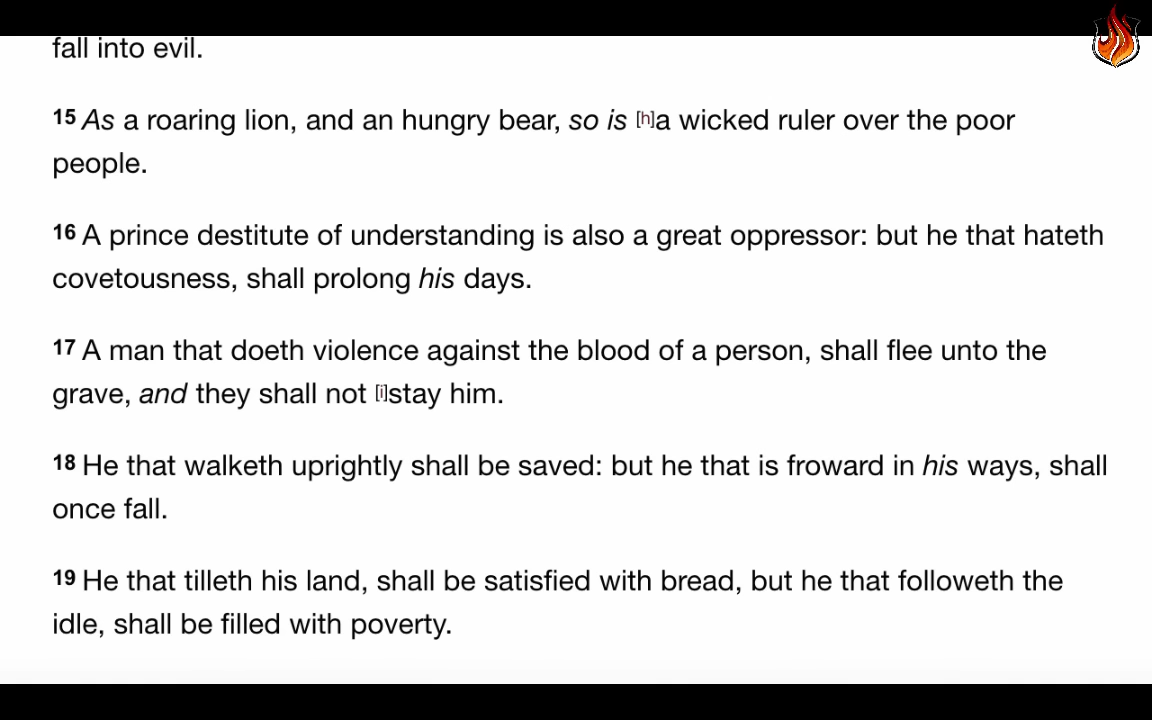 fall into evil.
15 As a roaring lion, and an hungry bear, so is [h]a wicked ruler over the poor
people.
16 A prince destitute of understanding is also a great oppressor: but he that hateth
covetousness, shall prolong his days.
17 A man that doeth violence against the blood of a person, shall flee unto the
grave, and they shall not [i]stay him.
18 He that walketh uprightly shall be saved: but he that is froward in his ways, shall
once fall.
19 He that tilleth his land, shall be satisfied with bread, but he that followeth the
idle, shall be filled with poverty.